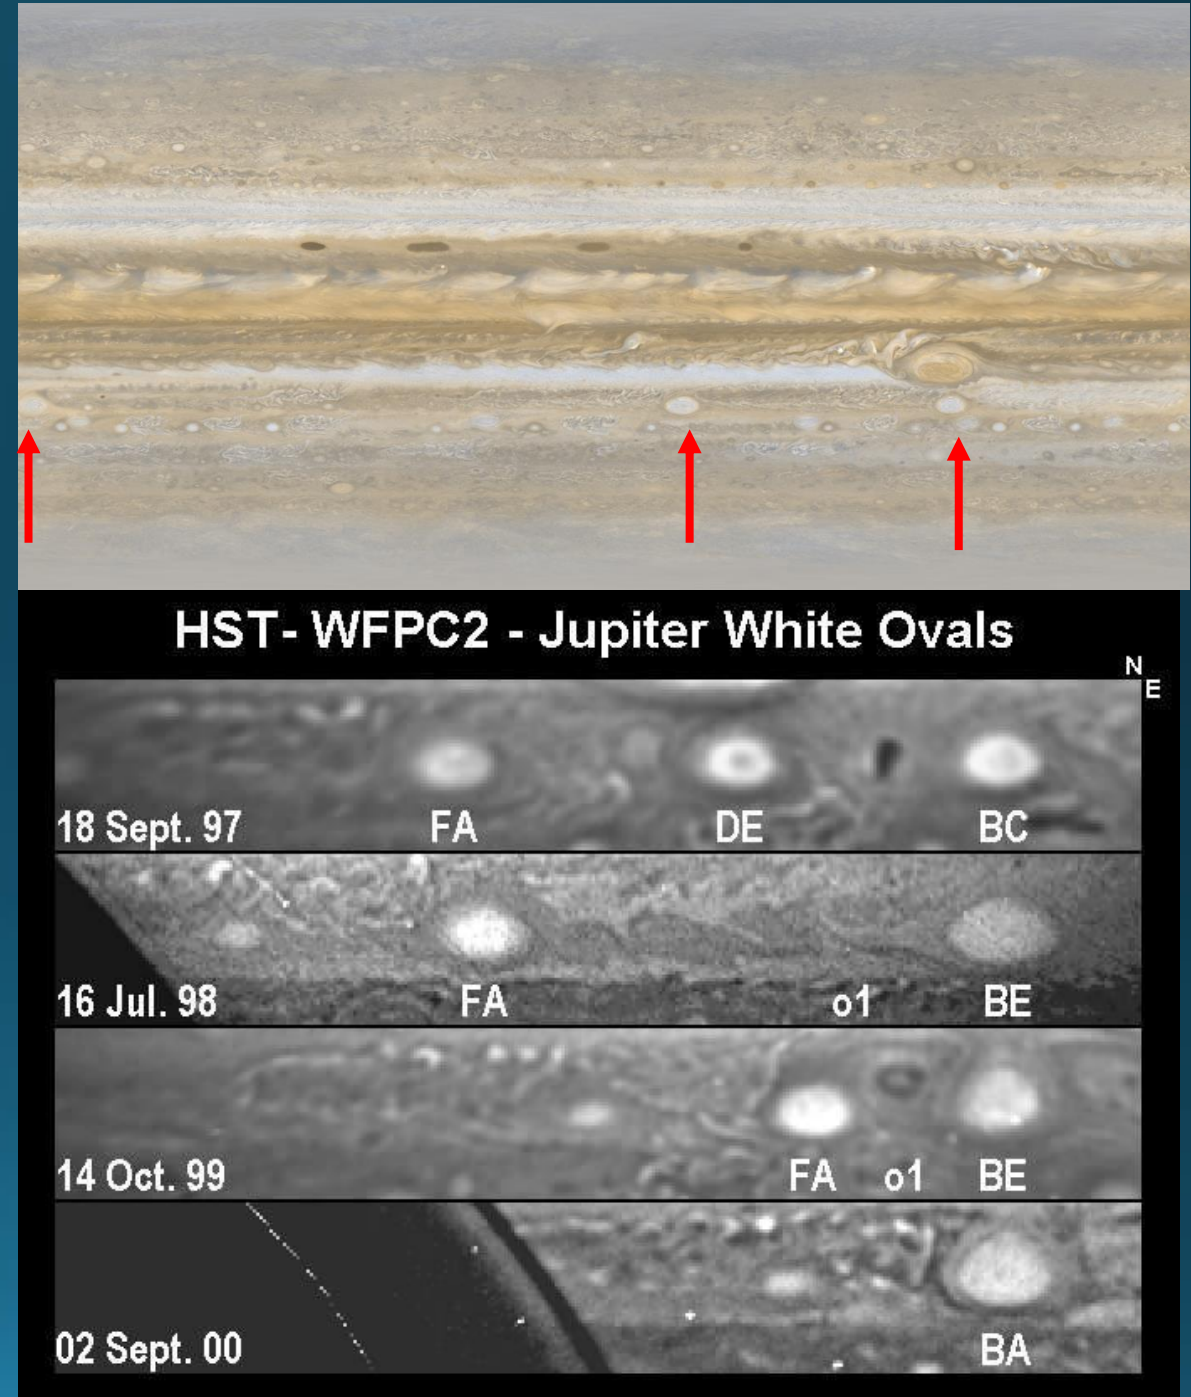 HST- WFPC2 - Jupiter White Ovals
N
E
18 Sept. 97 FA DE BC
16 Jul. 98 FA o1 BE
14 Oct. 99 FA o1 BE
02 Sept. 00 BA